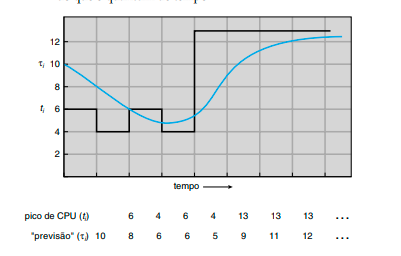 12
τi 10
8
ti 6
4
2
tempo
pico de CPU (ti) 6 4 6 4 13 13 13 ...
"previsão" (τi) 10 8 6 6 5 9 11 12 ...